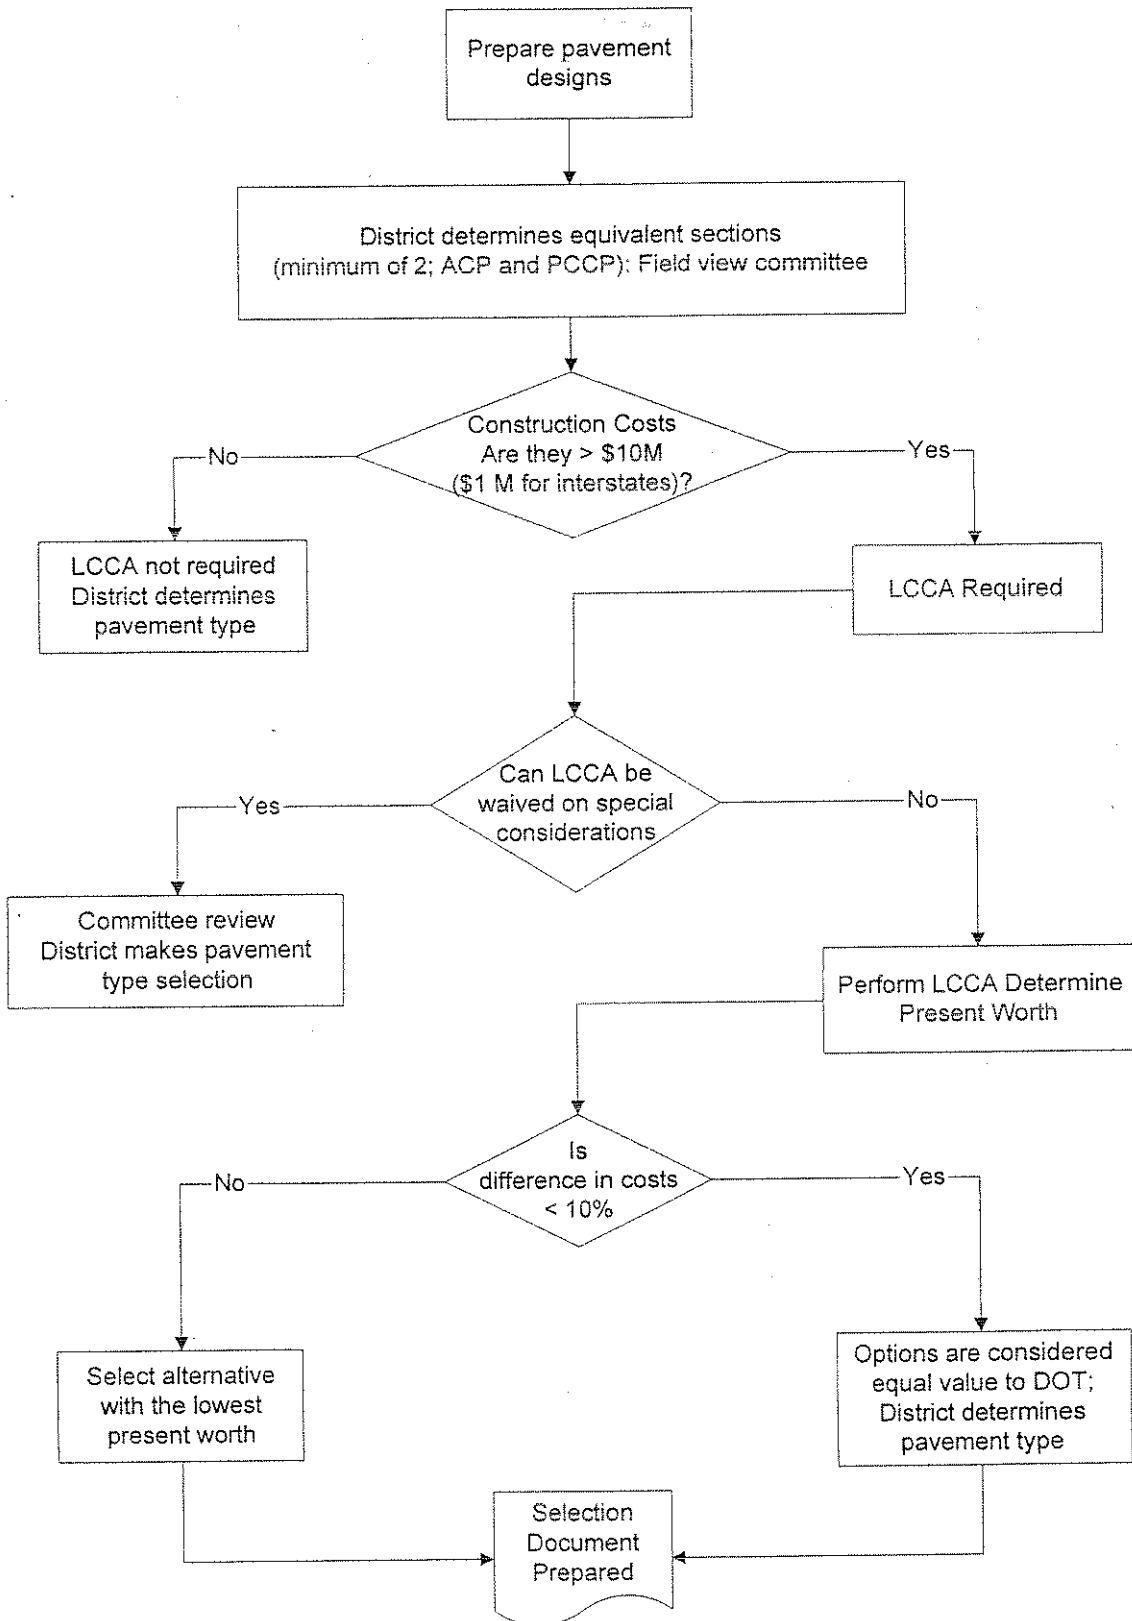 Prepare pavement
designs
District determines equivalent sections
(minimum of 2; ACP and PCCP): Field view committee
Construction Costs
Are they > $10M
($1 M for interstates)?
No
Yes
LCCA not required
District determines
pavement type
LCCA Required
Can LCCA be
waived on special
considerations
Yes
No
Committee review
District makes pavement
type selection
Perform LCCA Determine
Present Worth
Is
difference in costs
< 10%
No
Yes
Select alternative
with the lowest
present worth
Options are considered
equal value to DOT;
District determines
pavement type
Selection
Document
Prepared